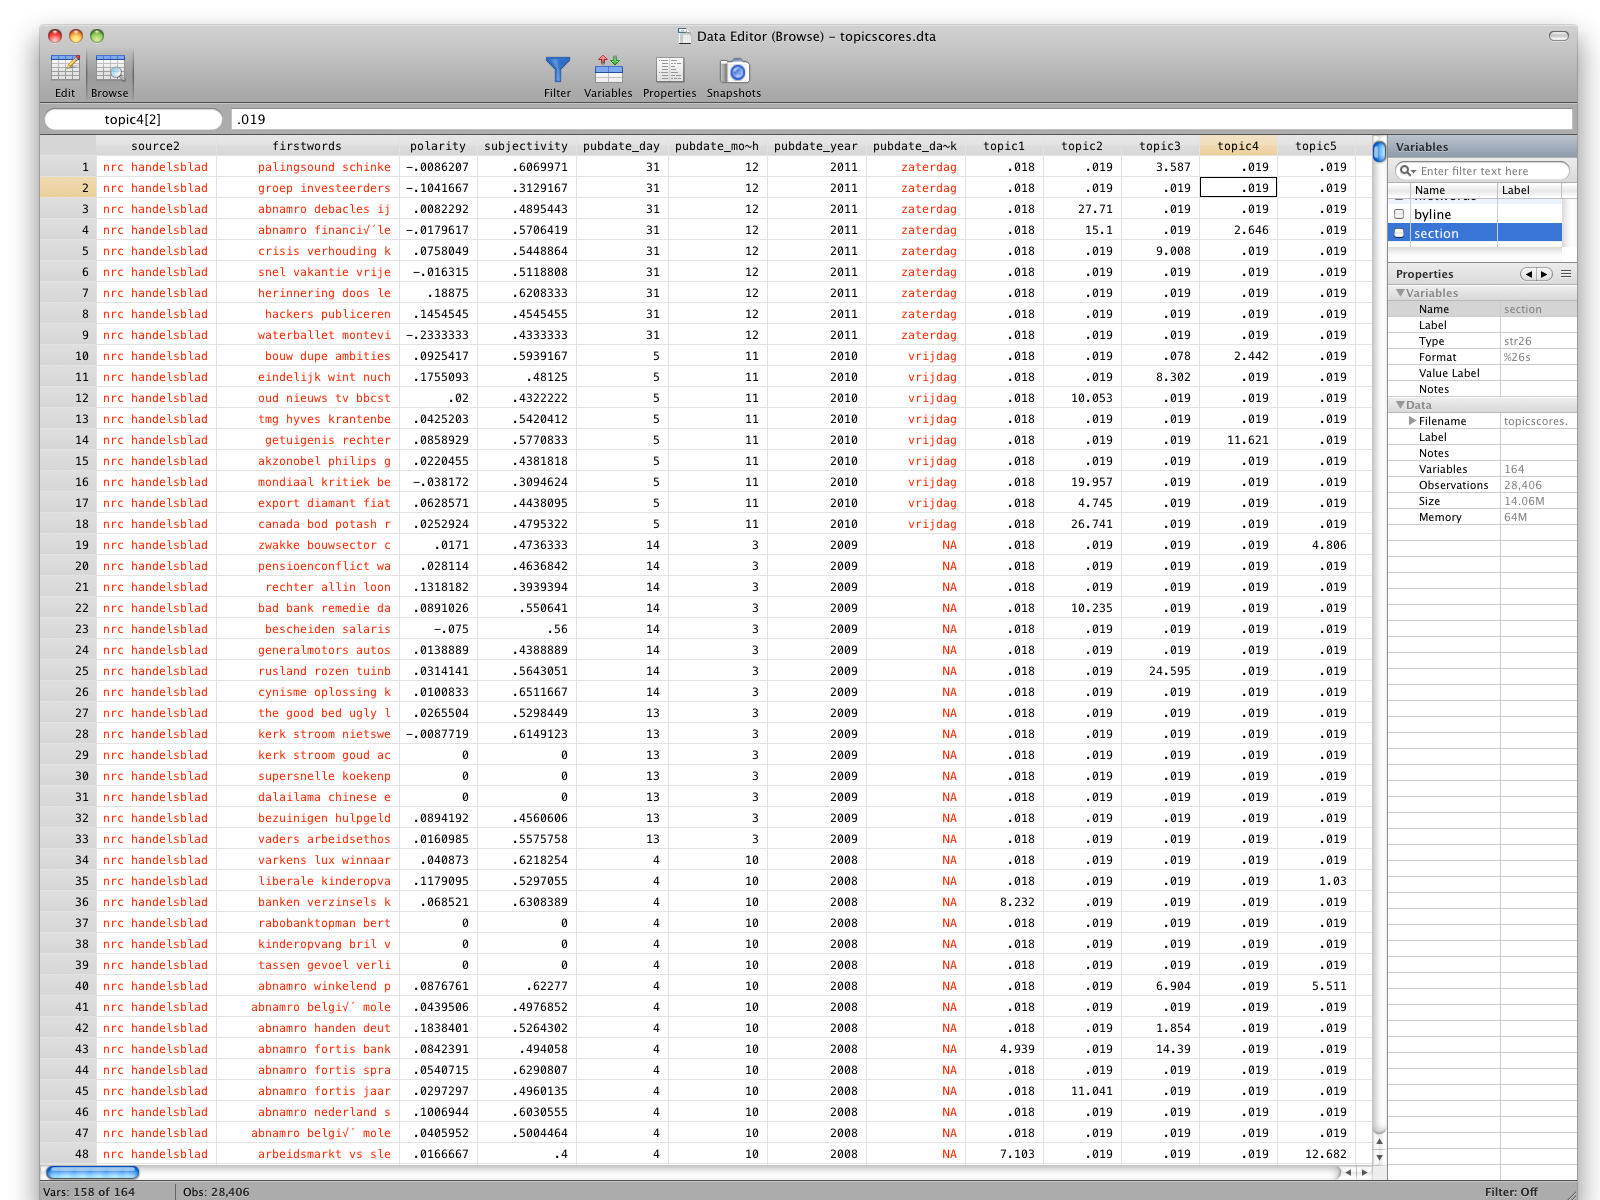 Data Editor (Browse) – topicscores.dta
Edit Browse Filter Variables Properties Snapshots
topic4[2] .019
source2 firstwords polarity subjectivity pubdate_day pubdate_mo~h pubdate_year pubdate_da~k topic1 topic2 topic3 topic4 topic5
1 nrc handelsblad palingsound schinke -.0086207 .6069971 31 12 2011 zaterdag .018 .019 3.587 .019 .019
2 nrc handelsblad groep investeerders -.1041667 .3129167 31 12 2011 zaterdag .018 .019 .019 .019 .019
3 nrc handelsblad abnamro debacles ij .0082292 .4895443 31 12 2011 zaterdag .018 27.71 .019 .019 .019
4 nrc handelsblad abnamro financi√´le -.0179617 .5706419 31 12 2011 zaterdag .018 15.1 .019 2.646 .019
5 nrc handelsblad crisis verhouding k .0758049 .5448864 31 12 2011 zaterdag .018 .019 9.008 .019 .019
6 nrc handelsblad snel vakantie vrije -.016315 .5118808 31 12 2011 zaterdag .018 .019 .019 .019 .019
7 nrc handelsblad herinnering doos le .18875 .6208333 31 12 2011 zaterdag .018 .019 .019 .019 .019
8 nrc handelsblad hackers publiceren .1454545 .4545455 31 12 2011 zaterdag .018 .019 .019 .019 .019
9 nrc handelsblad waterballet montevi -.2333333 .4333333 31 12 2011 zaterdag .018 .019 .019 .019 .019
10 nrc handelsblad bouw dupe ambities .0925417 .5939167 5 11 2010 vrijdag .018 .019 .078 2.442 .019
11 nrc handelsblad eindelijk wint nuch .1755093 .48125 5 11 2010 vrijdag .018 .019 8.302 .019 .019
12 nrc handelsblad oud nieuws tv bbcst .02 .4322222 5 11 2010 vrijdag .018 10.053 .019 .019 .019
13 nrc handelsblad tmg hyves krantenbe .0425203 .5420412 5 11 2010 vrijdag .018 .019 .019 .019 .019
14 nrc handelsblad getuigenis rechter .0858929 .5770833 5 11 2010 vrijdag .018 .019 .019 11.621 .019
15 nrc handelsblad akzonobel philips g .0220455 .4381818 5 11 2010 vrijdag .018 .019 .019 .019 .019
16 nrc handelsblad mondiaal kritiek be -.038172 .3094624 5 11 2010 vrijdag .018 19.957 .019 .019 .019
17 nrc handelsblad export diamant fiat .0628571 .4438095 5 11 2010 vrijdag .018 4.745 .019 .019 .019
18 nrc handelsblad canada bod potash r .0252924 .4795322 5 11 2010 vrijdag .018 26.741 .019 .019 .019
19 nrc handelsblad zwakke bouwsector c .0171 .4736333 14 3 2009 NA .018 .019 .019 .019 4.806
20 nrc handelsblad pensioenconflict wa .028114 .4636842 14 3 2009 NA .018 .019 .019 .019 .019
21 nrc handelsblad rechter allin loon .1318182 .3939394 14 3 2009 NA .018 .019 .019 .019 .019
22 nrc handelsblad bad bank remedie da .0891026 .550641 14 3 2009 NA .018 10.235 .019 .019 .019
23 nrc handelsblad bescheiden salaris -.075 .56 14 3 2009 NA .018 .019 .019 .019 .019
24 nrc handelsblad generalmotors autos .0138889 .4388889 14 3 2009 NA .018 .019 .019 .019 .019
25 nrc handelsblad rusland rozen tuinb .0314141 .5643051 14 3 2009 NA .018 .019 24.595 .019 .019
26 nrc handelsblad cynisme oplossing k .0100833 .6511667 14 3 2009 NA .018 .019 .019 .019 .019
27 nrc handelsblad the good bed ugly l .0265504 .5298449 13 3 2009 NA .018 .019 .019 .019 .019
28 nrc handelsblad kerk stroom nietswe -.0087719 .6149123 13 3 2009 NA .018 .019 .019 .019 .019
29 nrc handelsblad kerk stroom goud ac 0 0 13 3 2009 NA .018 .019 .019 .019 .019
30 nrc handelsblad supersnelle koekenp 0 0 13 3 2009 NA .018 .019 .019 .019 .019
31 nrc handelsblad dalailama chinese e 0 0 13 3 2009 NA .018 .019 .019 .019 .019
32 nrc handelsblad bezuinigen hulpgeld .0894192 .4560606 13 3 2009 NA .018 .019 .019 .019 .019
33 nrc handelsblad vaders arbeidsethos .0160985 .5575758 13 3 2009 NA .018 .019 .019 .019 .019
34 nrc handelsblad varkens lux winnaar .040873 .6218254 4 10 2008 NA .018 .019 .019 .019 .019
35 nrc handelsblad liberale kinderopva .1179095 .5297055 4 10 2008 NA .018 .019 .019 .019 1.03
36 nrc handelsblad banken verzinsels k .068521 .6308389 4 10 2008 NA 8.232 .019 .019 .019 .019
37 nrc handelsblad rabobanktopman bert 0 0 4 10 2008 NA .018 .019 .019 .019 .019
38 nrc handelsblad kinderopvang bril v 0 0 4 10 2008 NA .018 .019 .019 .019 .019
39 nrc handelsblad tassen gevoel verli 0 0 4 10 2008 NA .018 .019 .019 .019 .019
40 nrc handelsblad abnamro winkelend p .0876761 .62277 4 10 2008 NA .018 .019 6.904 .019 5.511
41 nrc handelsblad abnamro belgi√´ mole .0439506 .4976852 4 10 2008 NA .018 .019 .019 .019 .019
42 nrc handelsblad abnamro handen deut .1838401 .5264302 4 10 2008 NA .018 .019 1.854 .019 .019
43 nrc handelsblad abnamro fortis bank .0842391 .494058 4 10 2008 NA 4.939 .019 14.39 .019 .019
44 nrc handelsblad abnamro fortis spra .0540715 .6290807 4 10 2008 NA .018 .019 .019 .019 .019
45 nrc handelsblad abnamro fortis jaar .0297297 .4960135 4 10 2008 NA .018 11.041 .019 .019 .019
46 nrc handelsblad abnamro nederland s .1006944 .6030555 4 10 2008 NA .018 .019 .019 .019 .019
47 nrc handelsblad abnamro belgi√´ mole .0405952 .5004464 4 10 2008 NA .018 .019 .019 .019 .019
48 nrc handelsblad arbeidsmarkt vs sle .0166667 .4 4 10 2008 NA 7.103 .019 .019 .019 12.682
Variables
Enter filter text here
Name Label
byline
section
Properties
Variables
Name section
Label
Type str26
Format %26s
Value Label
Notes
Data
Filename topicscores.
Label
Notes
Variables 164
Observations 28,406
Size 14.06M
Memory 64M
Vars: 158 of 164 Obs: 28,406 Filter: Off